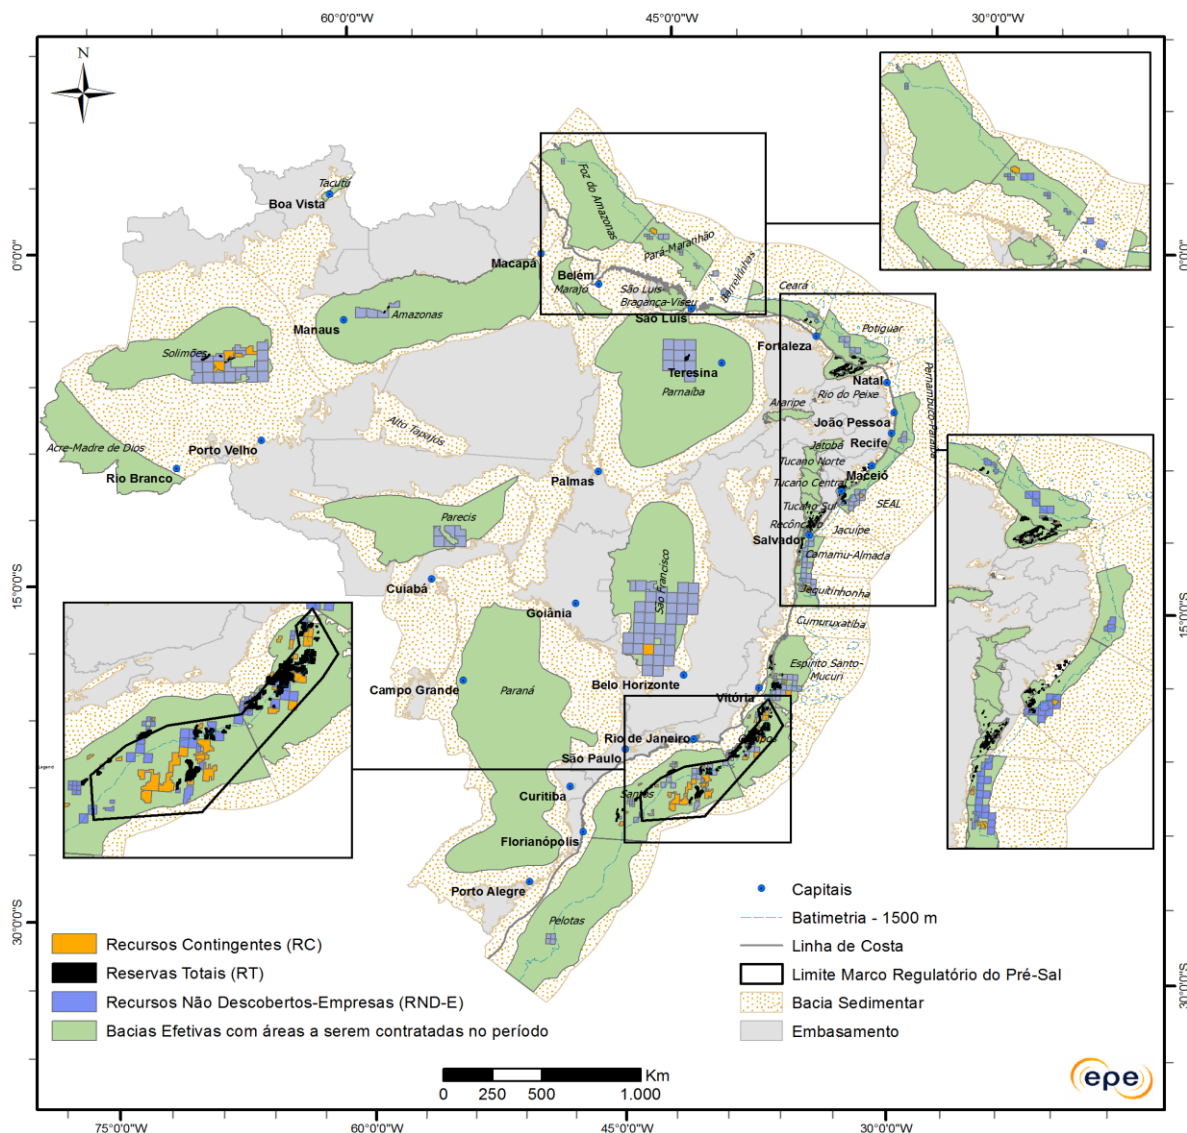 60°0'0"W
45°0'0"W
30°0'0"W
N
0°0'0"
15°0'0"S
30°0'0"S
0°0'0"
15°0'0"S
30°0'0"S
Tacutú
Boa Vista
Foz do Amazonas
Pará-Maranhão
Barreirinhas
Macapá
Belém
Marajó
São Luís-
Bragança-Viseu
São Luís
Ceará
Manaus
Amazonas
Potiguar
Fortaleza
Solimões
Teresina
Parnaíba
Natal
Rio do Peixe
Araripe
João Pessoa
Pernambuco-Paraíba
Alto Tapajós
Acre-Madre de Dios
Porto Velho
Recife
Jatobá
Tucano Norte
Rio Branco
Palmas
Maceió
Tucano Central
Tucano Sul
SEAL
Parecis
Recôncavo
Jacuípe
Salvador
Camamu-Almada
Cuiabá
São Francisco
Jequitinhonha
Goiânia
Cumuruxatiba
Espírito Santo-
Mucuri
Campo Grande
Paraná
Belo Horizonte
Vitória
Rio de Janeiro
São Paulo
Santos
Curitiba
Florianópolis
Porto Alegre
Pelotas
Legend
Recursos Contingentes (RC)
Reservas Totais (RT)
Recursos Não Descobertos-Empresas (RND-E)
Bacias Efetivas com áreas a serem contratadas no período
Capitais
Batimetria - 1500 m
Linha de Costa
Limite Marco Regulatório do Pré-Sal
Bacia Sedimentar
Embasamento
Km
0 250 500 1.000
epe
75°0'0"W
60°0'0"W
45°0'0"W
30°0'0"W